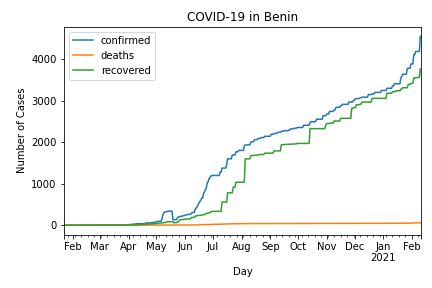 COVID-19 in Benin
confirmed
deaths
recovered
Number of Cases
4000
3000
2000
1000
0
Feb Mar Apr May Jun Jul Aug Sep Oct Nov Dec Jan Feb
2021
Day